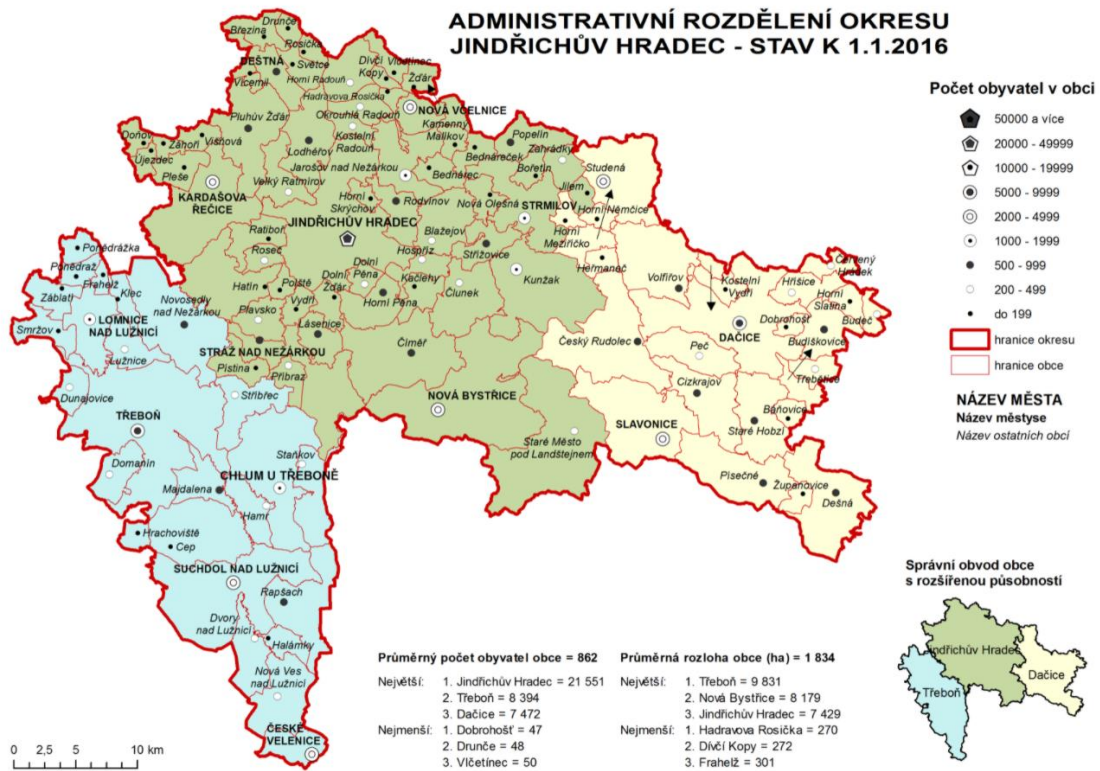 ADMINISTRATIVNÍ ROZDĚLENÍ OKRESU
JINDŘICHŮV HRADEC - STAV K 1.1.2016
Počet obyvatel v obci
50000 a více
20000 - 49999
10000 - 19999
5000 - 9999
2000 - 4999
1000 - 1999
500 - 999
200 - 499
do 199
hranice okresu
hranice obce
NÁZEV MĚSTA
Název městyse
Název ostatních obcí
Drunče
Březina
Rosička
DEŠTNÁ
Světce
Vícemil
Horní Radouň
Dívčí
Kopy
Vlčetínec
Žďár
Hadravova Rosička
Okrouhlá Radouň
NOVÁ VČELNICE
Pluhův Žďár
Kostelní
Radouň
Kamenný
Malíkov
Popelín
Zahrádky
Doňov
Záhoří
Višňová
Újezdec
Pleše
Lodhéřov
Jarošov nad Nežárkou
Bednáreček
Bednárec
Bořetín
Studená
KARDAŠOVA
ŘEČICE
Velký Ratmírov
Horní
Skrýchov
Rodvínov
Nová Olešná
Jilem
STRMILOV
Horní Němčice
Horní
Meziříčko
JINDŘICHŮV HRADEC
Blažejov
Ratiboř
Roseč
Hospříz
Střížovice
Heřmaneč
Ponědrážka
Ponědraž
Frahelž
Záblatí
Klec
Novosedly
nad Nežárkou
Hatín
Polště
Vydří
Dolní
Žďár
Dolní
Pěna
Horní Pěna
Kačlehy
Člunek
Kunžak
Volfířov
Kostelní
Vydří
Červený
Hrádek
Hříšice
Horní
Slatina
Budeč
LOMNICE
NAD LUŽNICÍ
Smržov
Lužnice
Plavsko
Lásenice
STRÁŽ NAD NEŽÁRKOU
Číměř
Český Rudolec
DAČICE
Dobrohošť
Budíškovice
Peč
Třebětice
Pístina
Příbraz
Dunajovice
Stříbřec
TŘEBOŇ
NOVÁ BYSTŘICE
Cizkrajov
Báňovice
Staré Hobzí
SLAVONICE
Staré Město
pod Landštejnem
Domanín
Staňkov
CHLUM U TŘEBONĚ
Majdalena
Hamr
Písečné
Županovice
Dešná
Hrachoviště
Cep
SUCHDOL NAD LUŽNICÍ
Rapšach
Dvory
nad Lužnicí
Halámky
Nová Ves
nad Lužnicí
ČESKÉ
VELENICE
0 2,5 5 10 km
Průměrný počet obyvatel obce = 862
Největší: 1. Jindřichův Hradec = 21 551
2. Třeboň = 8 394
3. Dačice = 7 472
Nejmenší: 1. Dobrohošť = 47
2. Drunče = 48
3. Vlčetínec = 50
Průměrná rozloha obce (ha) = 1 834
Největší: 1. Třeboň = 9 831
2. Nová Bystřice = 8 179
3. Jindřichův Hradec = 7 429
Nejmenší: 1. Hadravova Rosička = 270
2. Dívčí Kopy = 272
3. Frahelž = 301
Správní obvod obce
s rozšířenou působností
Jindřichův Hradec
Třeboň
Dačice